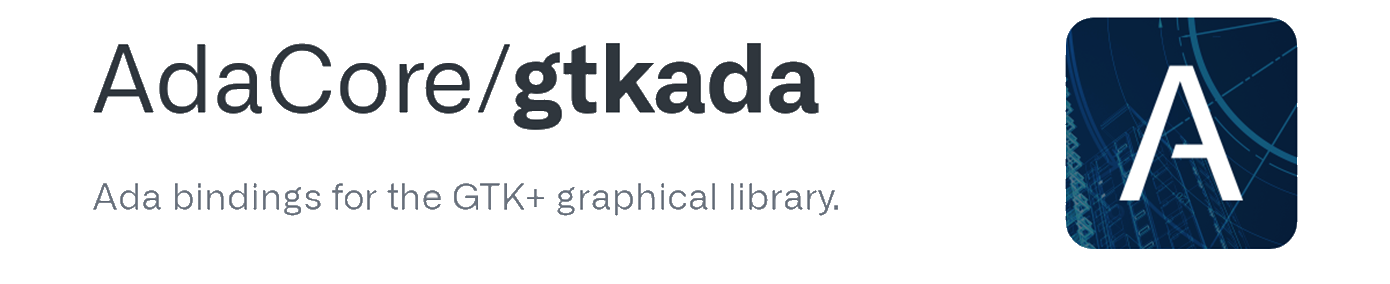 AdaCore/gtkada
Ada bindings for the GTK+ graphical library.
A